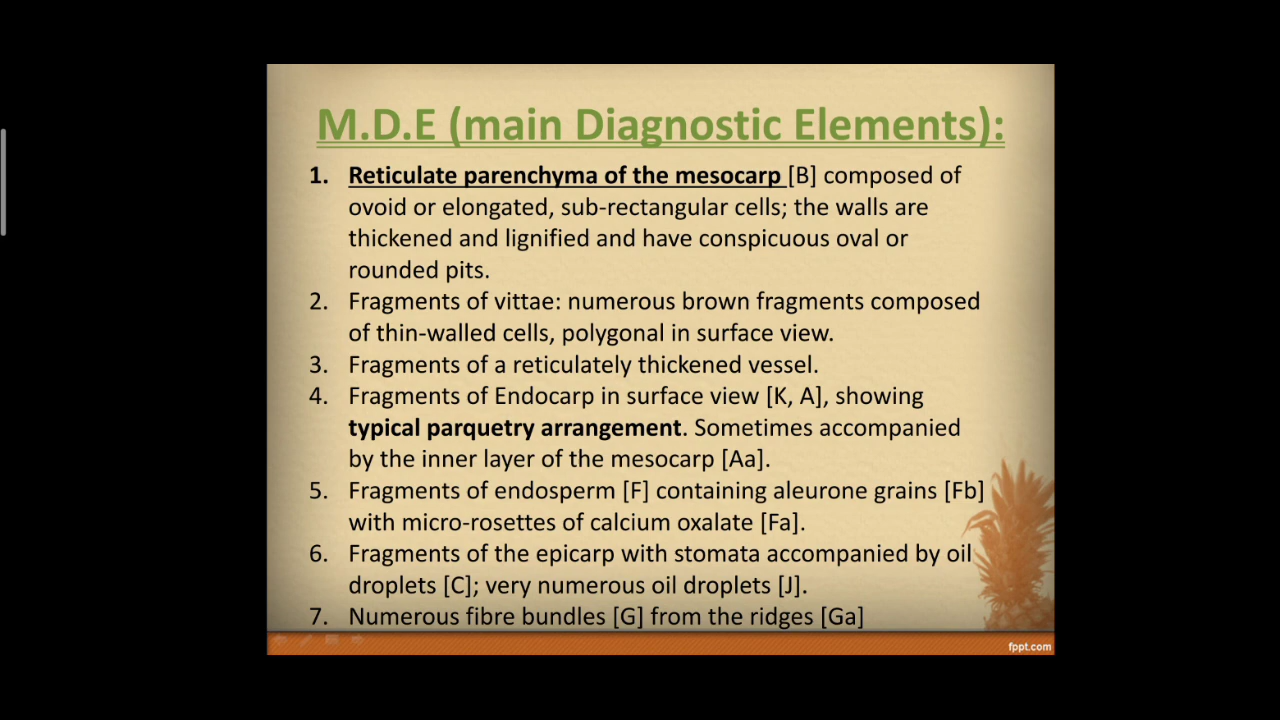 M.D.E (main Diagnostic Elements):
1. Reticulate parenchyma of the mesocarp [B] composed of
ovoid or elongated, sub-rectangular cells; the walls are
thickened and lignified and have conspicuous oval or
rounded pits.
2. Fragments of vittae: numerous brown fragments composed
of thin-walled cells, polygonal in surface view.
3. Fragments of a reticulately thickened vessel.
4. Fragments of Endocarp in surface view [K, A], showing
typical parquetry arrangement. Sometimes accompanied
by the inner layer of the mesocarp [Aa].
5. Fragments of endosperm [F] containing aleurone grains [Fb]
with micro-rosettes of calcium oxalate [Fa].
6. Fragments of the epicarp with stomata accompanied by oil
droplets [C]; very numerous oil droplets [J].
7. Numerous fibre bundles [G] from the ridges [Ga]
fppt.com